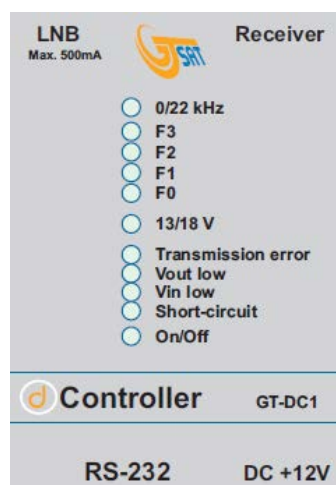 LNB Receiver
Max. 500mA
GTSAT
0/22 kHz
F3
F2
F1
F0
13/18 V
Transmission error
Vout low
Vin low
Short-circuit
On/Off
d Controller GT-DC1
RS-232 DC +12V